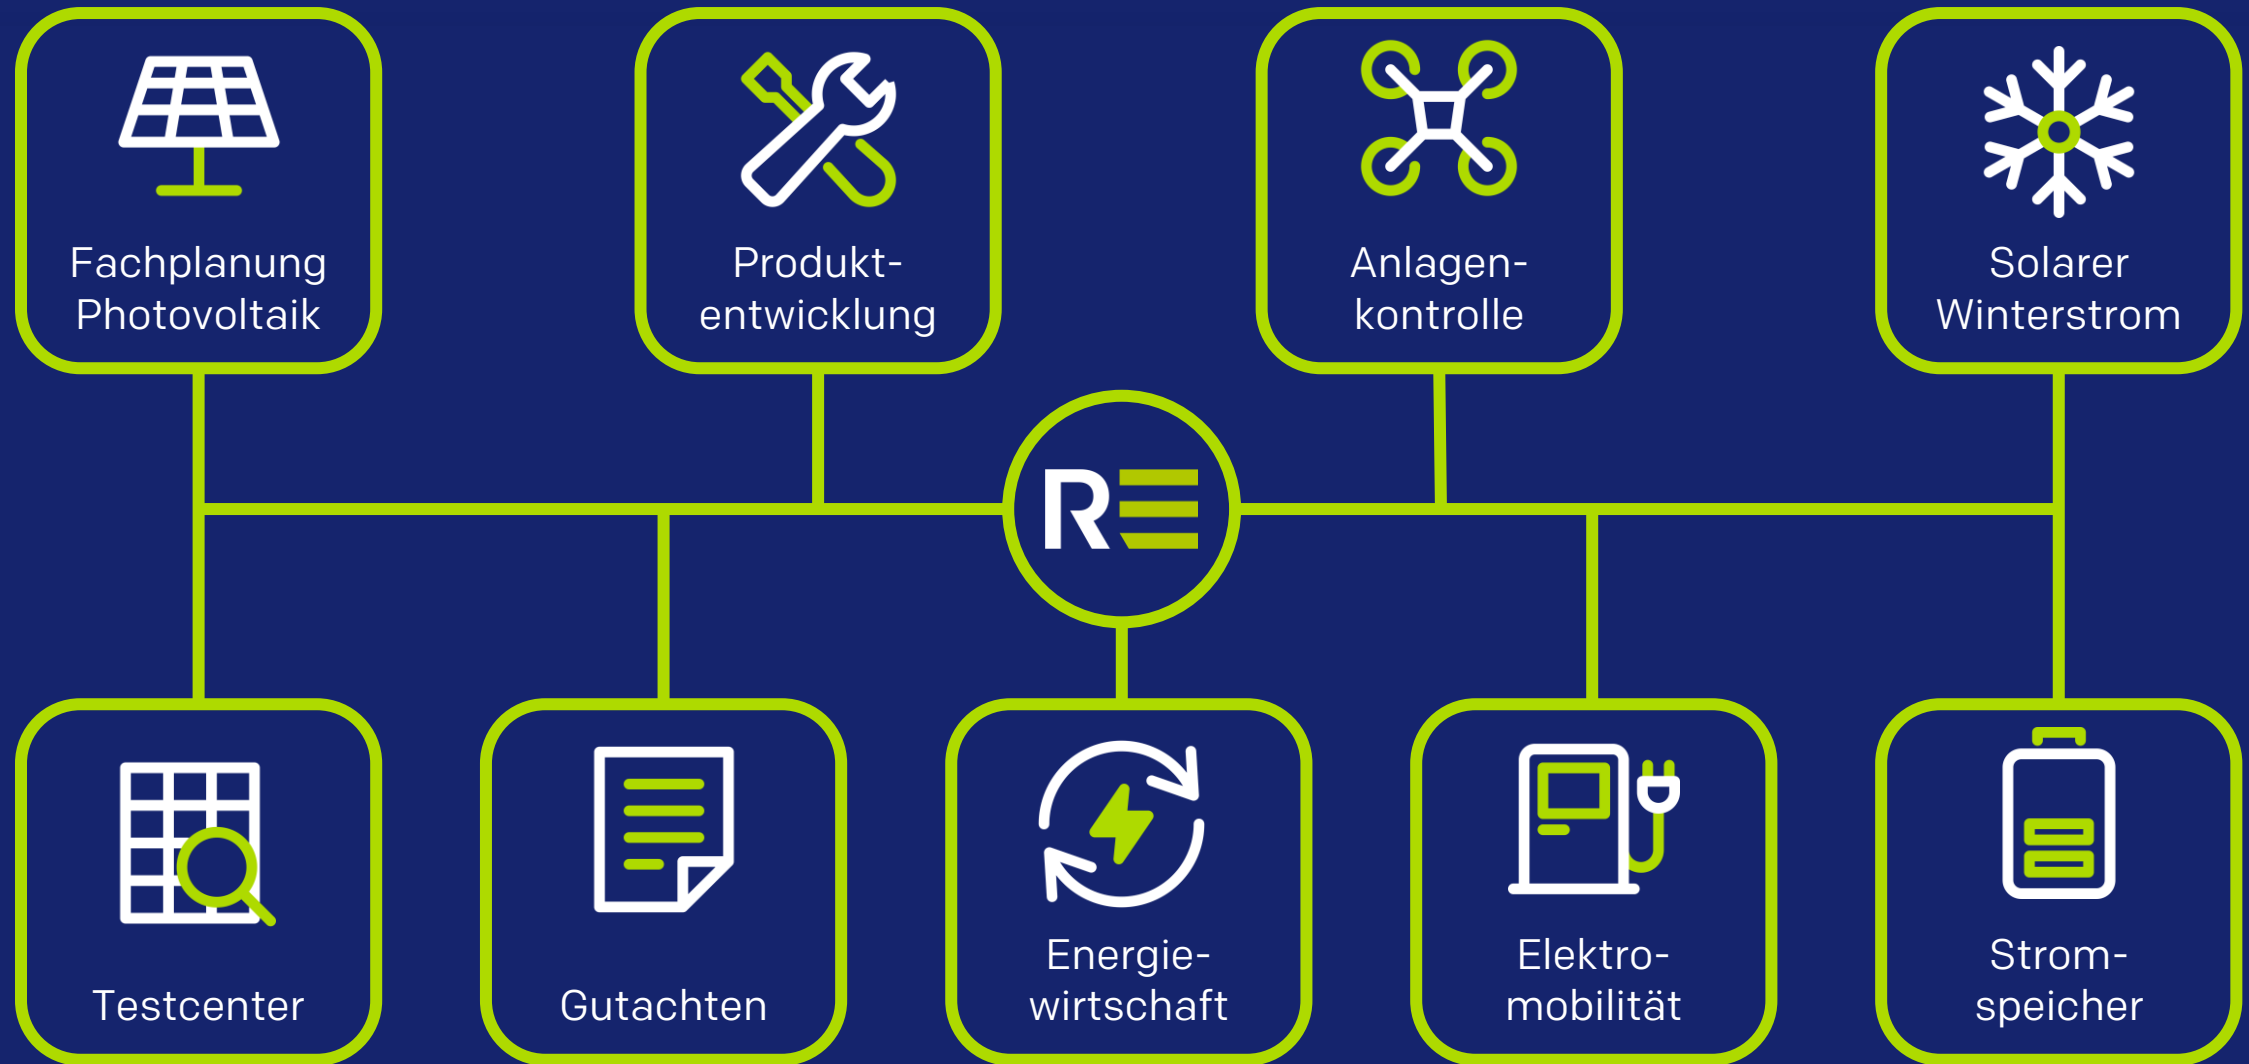 Fachplanung
Photovoltaik
Produkt-
entwicklung
Anlagen-
kontrolle
Solarer
Winterstrom
RE
Testcenter
Gutachten
Energie-
wirtschaft
Elektro-
mobilität
Strom-
speicher